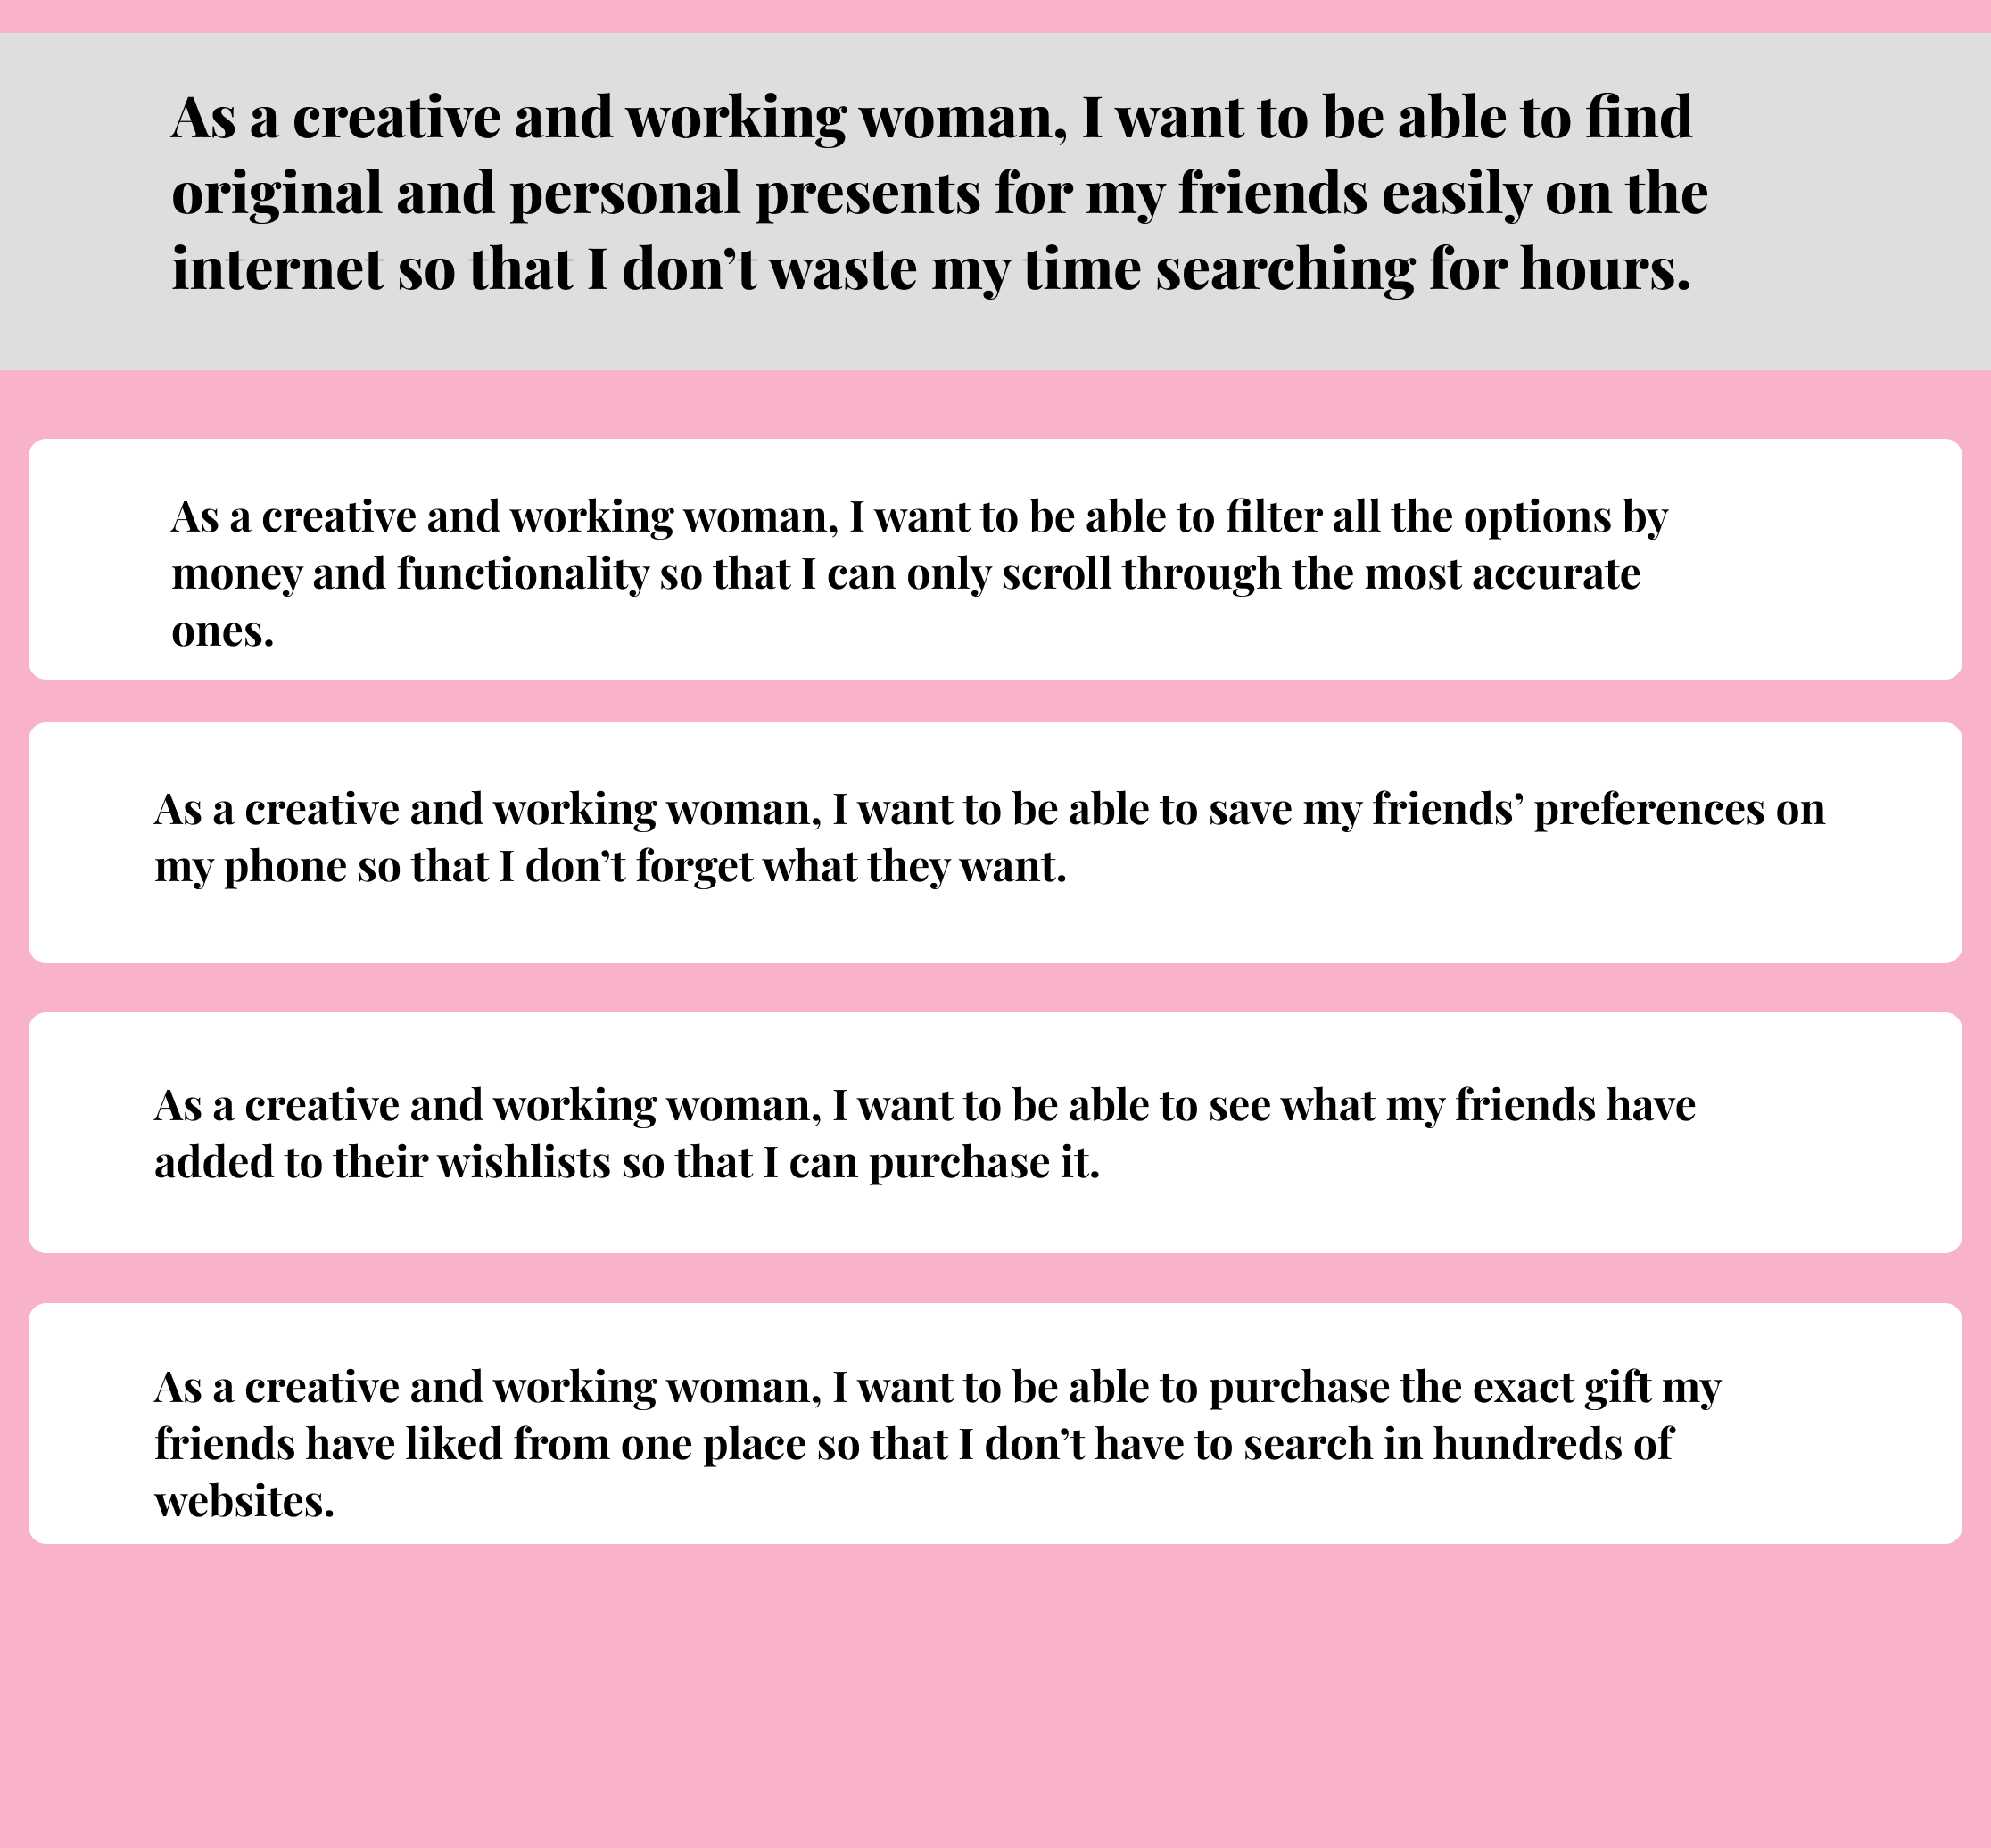 As a creative and working woman, I want to be able to find
original and personal presents for my friends easily on the
internet so that I don’t waste my time searching for hours.
As a creative and working woman, I want to be able to filter all the options by
money and functionality so that I can only scroll through the most accurate
ones.
As a creative and working woman, I want to be able to save my friends’ preferences on
my phone so that I don’t forget what they want.
As a creative and working woman, I want to be able to see what my friends have
added to their wishlists so that I can purchase it.
As a creative and working woman, I want to be able to purchase the exact gift my
friends have liked from one place so that I don’t have to search in hundreds of
websites.